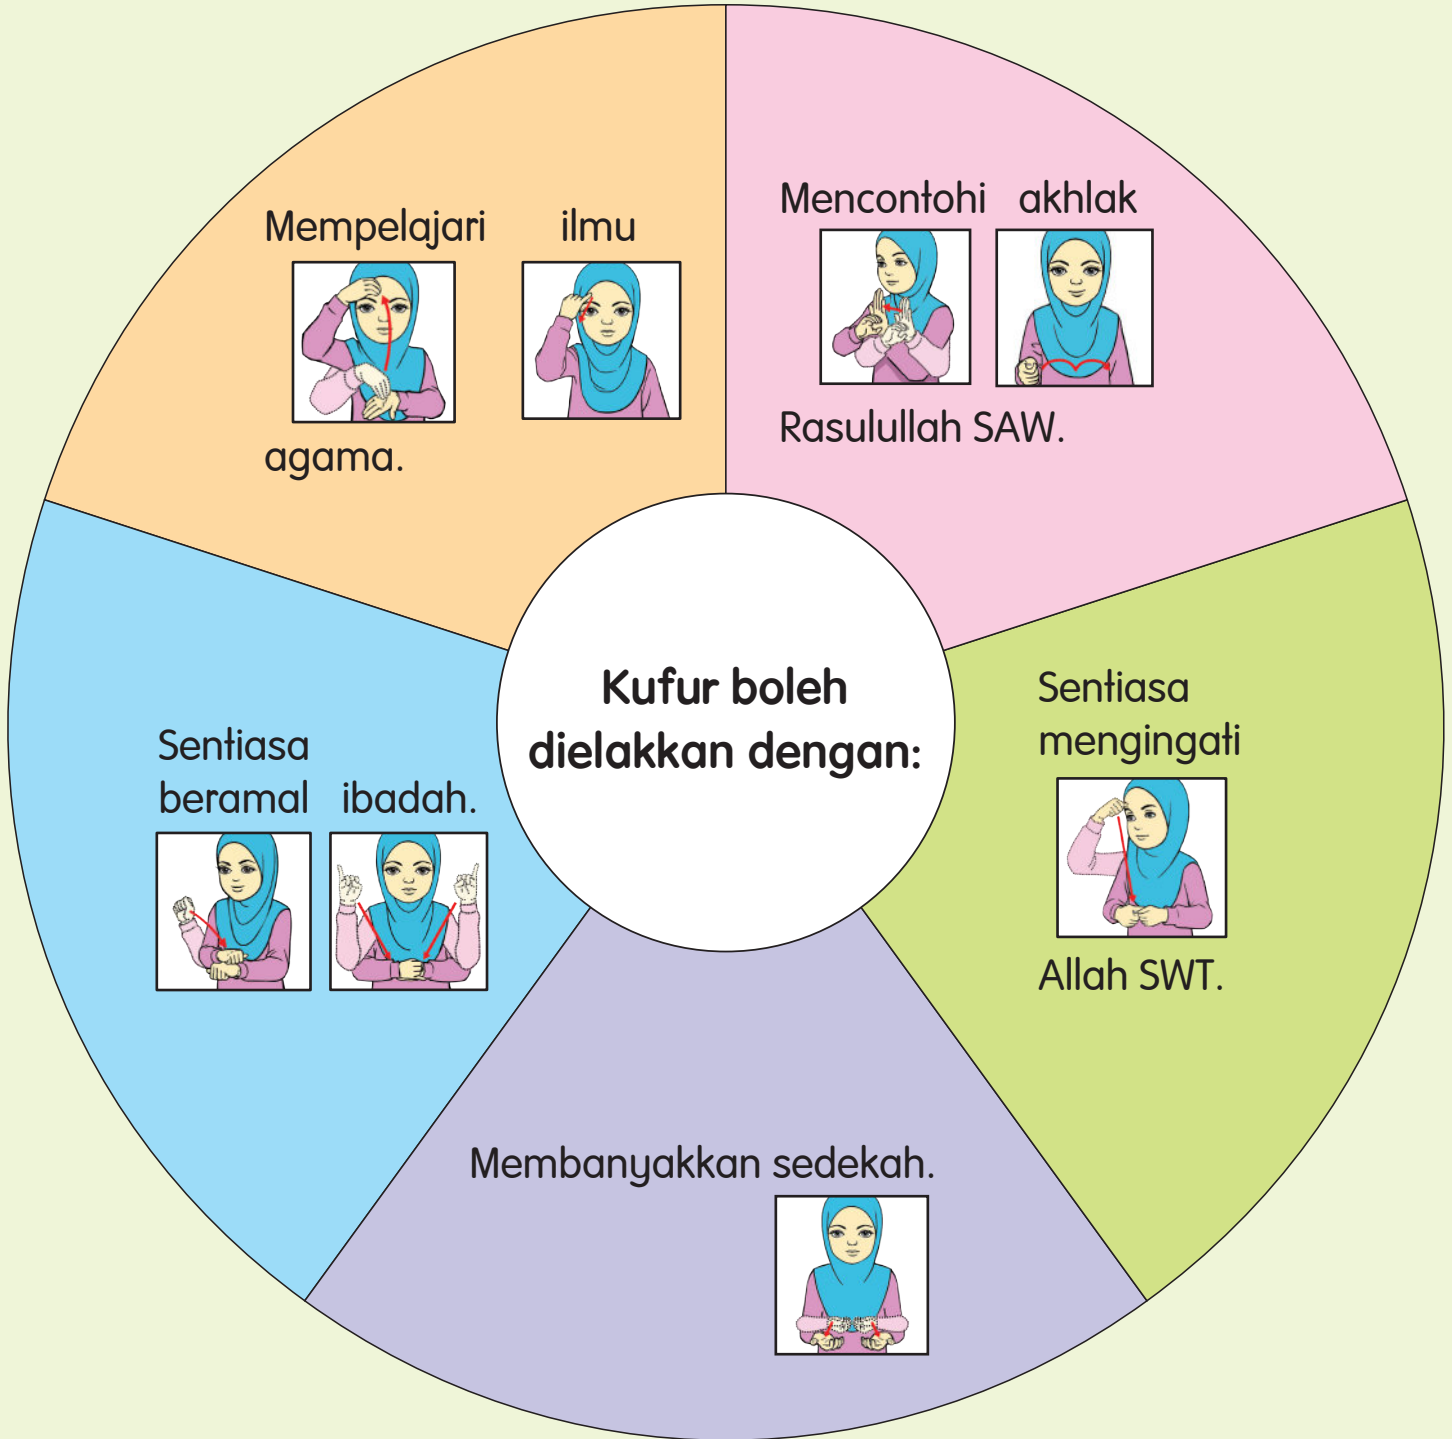 Kufur boleh
dielakkan dengan:
Mencontohi akhlak
Rasulullah SAW.
Sentiasa
mengingati
Allah SWT.
Membanyakkan sedekah.
Sentiasa
beramal ibadah.
Mempelajari ilmu
agama.